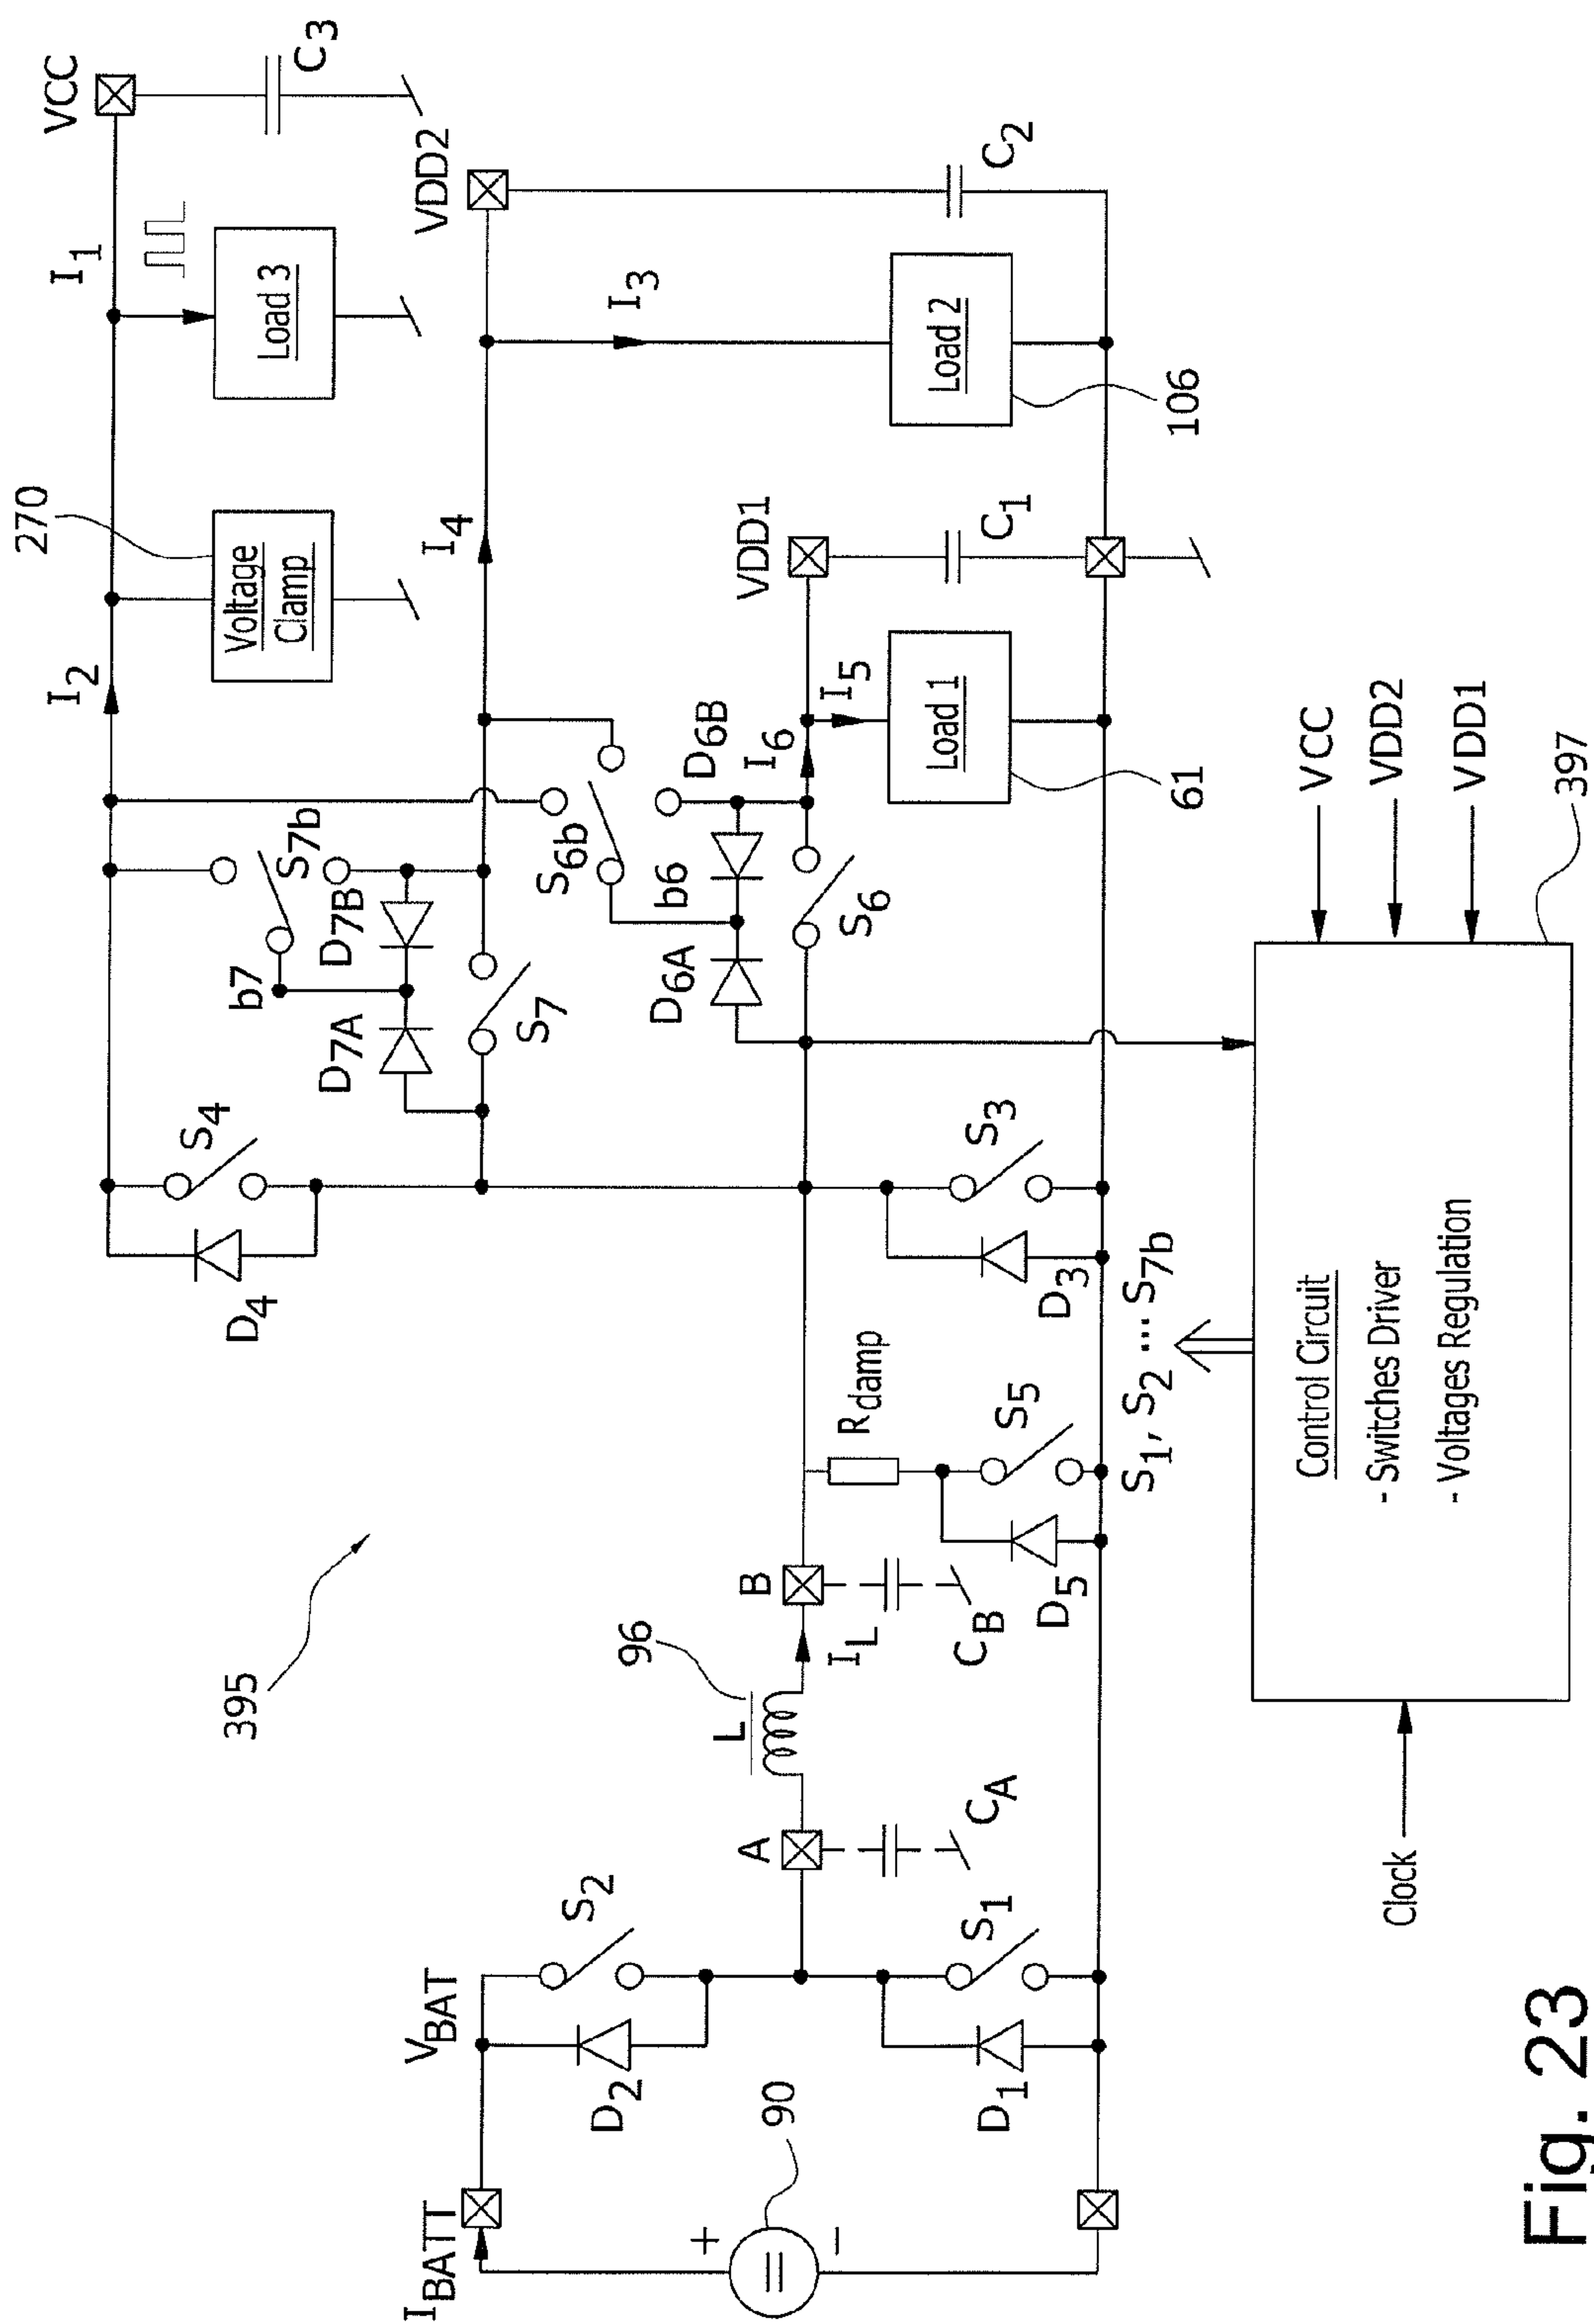 395
I1
VCC
C3
I2
270
Voltage
Clamp
Load 3
S4
D4
S7b
b7
D7A
D7B
S7
I4
VDD2
I3
Load 2
106
C2
S6b
b6
D6A
D6B
S6
I6
I5
VDD1
C1
Load 1
61
IBATT
VBAT
S2
D2
90
+
−
S1
D1
A
CA
L
96
IL
B
CB
Rdamp
S5
D5
S3
D3
S1, S2 ... S7b
Clock
Control Circuit
- Switches Driver
- Voltages Regulation
VCC
VDD2
VDD1
397
Fig. 23